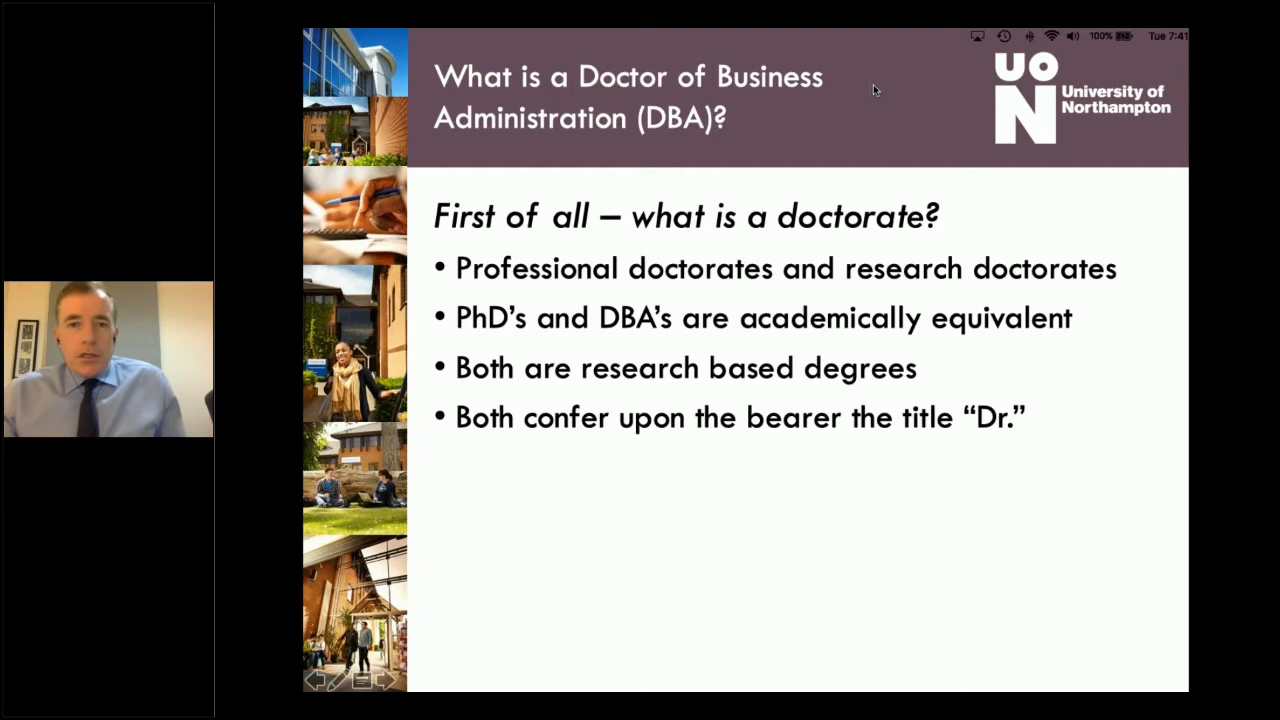 100% Tue 7:41
What is a Doctor of Business
Administration (DBA)?
UON
University of
Northampton
First of all – what is a doctorate?
• Professional doctorates and research doctorates
• PhD’s and DBA’s are academically equivalent
• Both are research based degrees
• Both confer upon the bearer the title “Dr.”